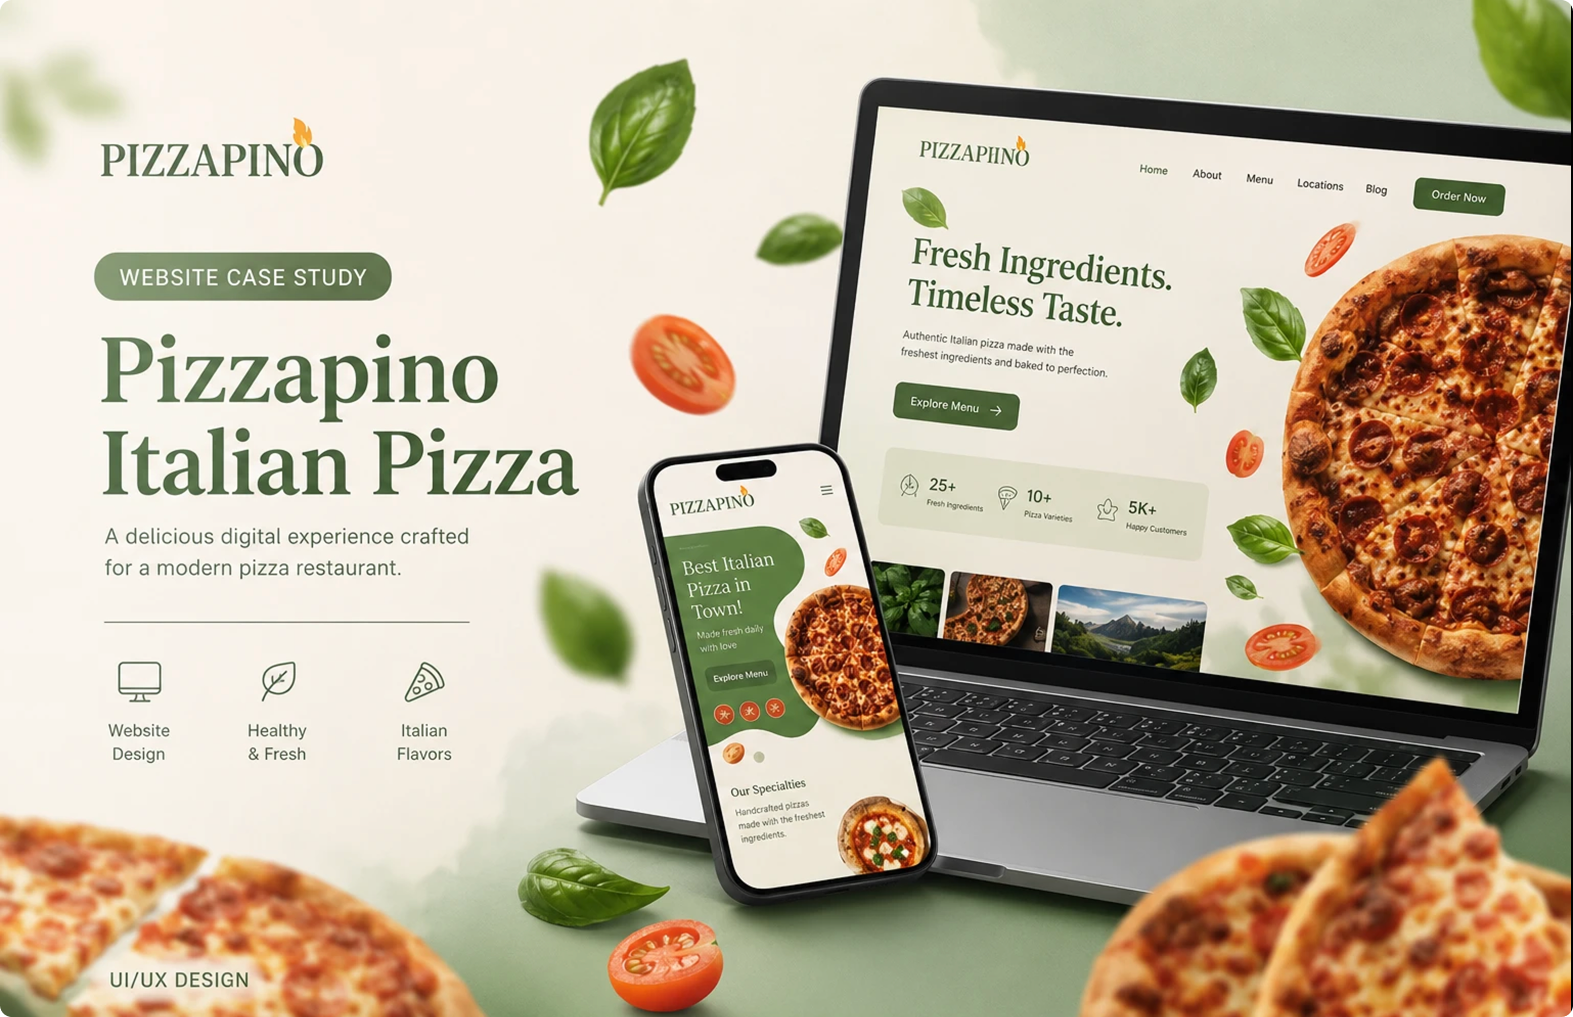 PIZZAPINO
WEBSITE CASE STUDY
Pizzapino
Italian Pizza
A delicious digital experience crafted
for a modern pizza restaurant.
Website
Design
Healthy
& Fresh
Italian
Flavors
UI/UX DESIGN
PIZZAPIINO
Home
About
Menu
Locations
Blog
Order Now
Fresh Ingredients.
Timeless Taste.
Authentic Italian pizza made with the
freshest ingredients and baked to perfection.
Explore Menu
25+
Fresh Ingredients
10+
Pizza Varieties
5K+
Happy Customers
PIZZAPINO
Best Italian
Pizza in
Town!
Made fresh daily
with love
Explore Menu
Our Specialties
Handcrafted pizzas
made with the freshest
ingredients.